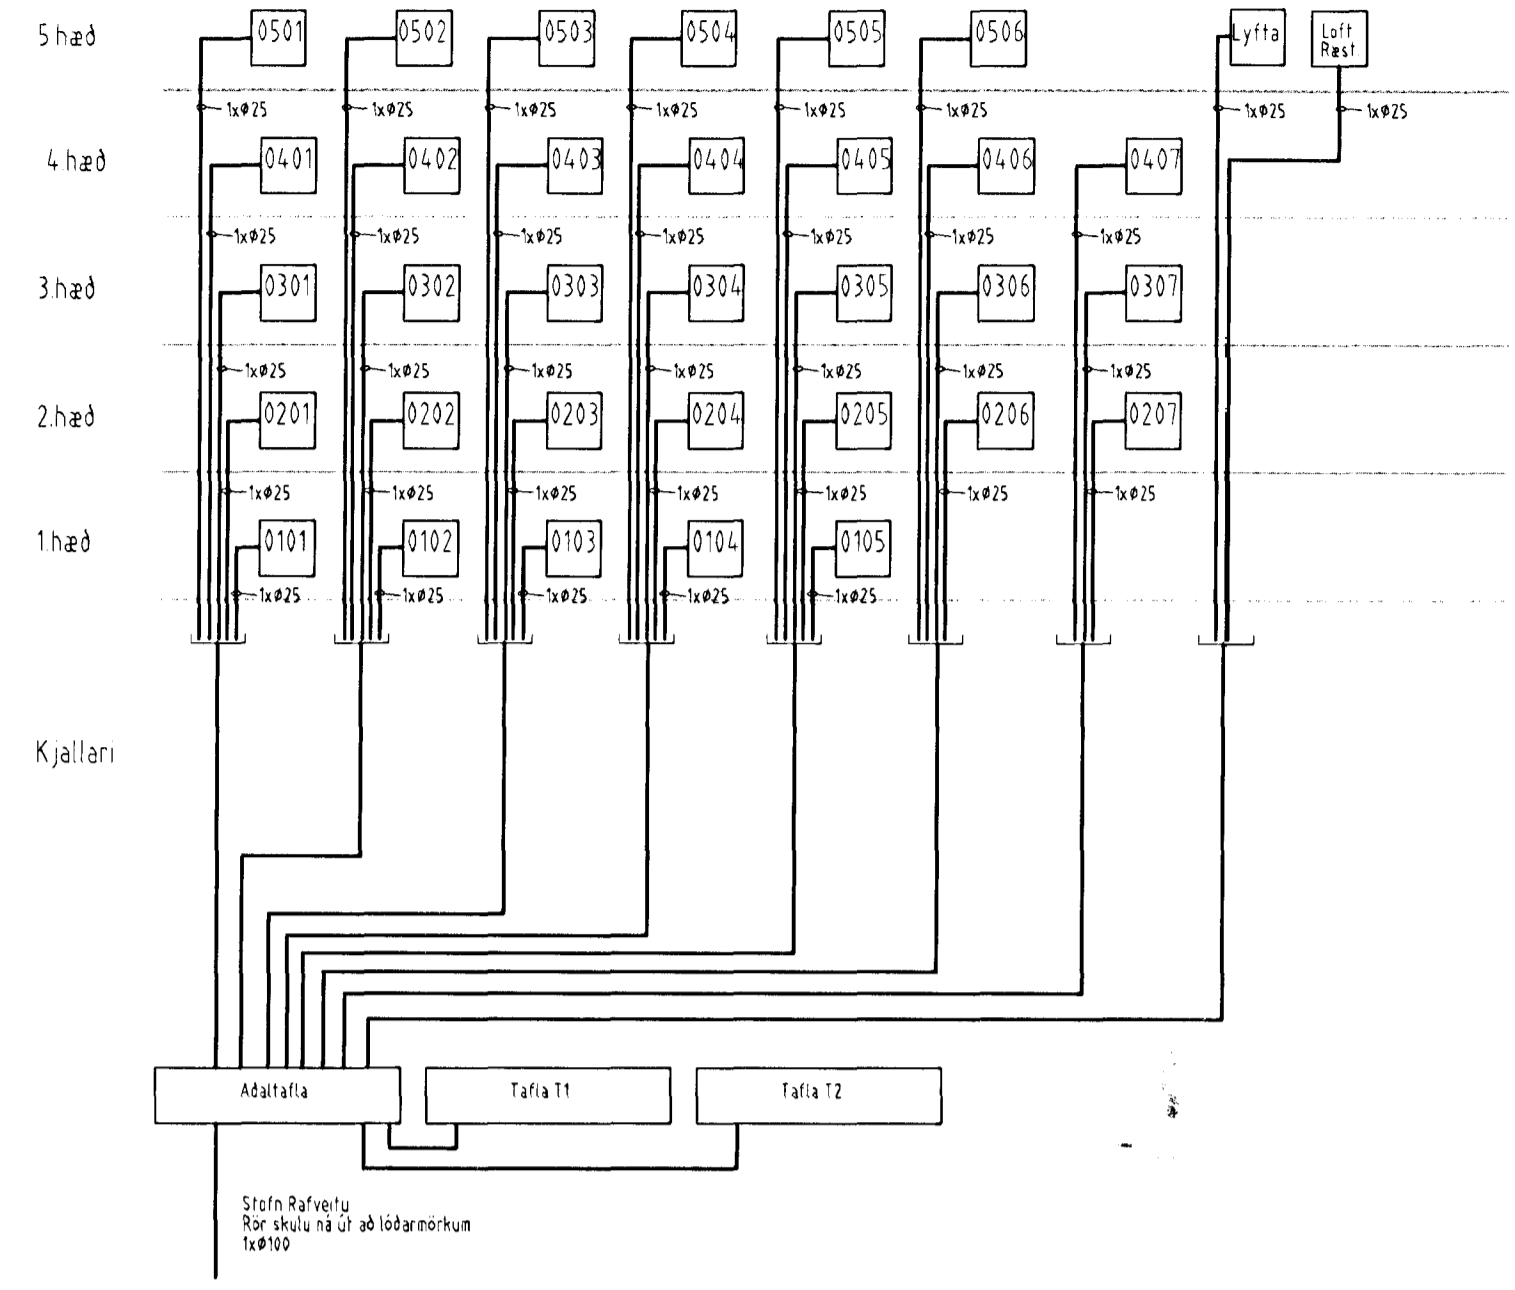 5 hæð
0501
0502
0503
0504
0505
0506
Lyfta
Loft
Ræst
1xø25
1xø25
1xø25
1xø25
1xø25
1xø25
1xø25
1xø25
4.hæð
0401
0402
0403
0404
0405
0406
0407
1xø25
1xø25
1xø25
1xø25
1xø25
1xø25
1xø25
3.hæð
0301
0302
0303
0304
0305
0306
0307
1xø25
1xø25
1xø25
1xø25
1xø25
1xø25
1xø25
2.hæð
0201
0202
0203
0204
0205
0206
0207
1xø25
1xø25
1xø25
1xø25
1xø25
1xø25
1xø25
1.hæð
0101
0102
0103
0104
0105
1xø25
1xø25
1xø25
1xø25
1xø25
Kjallari
Aðaltafla
Tafla T1
Tafla T2
Stofn Rafveitu
Rör skulu ná út að lóðarmörkum
1xø100